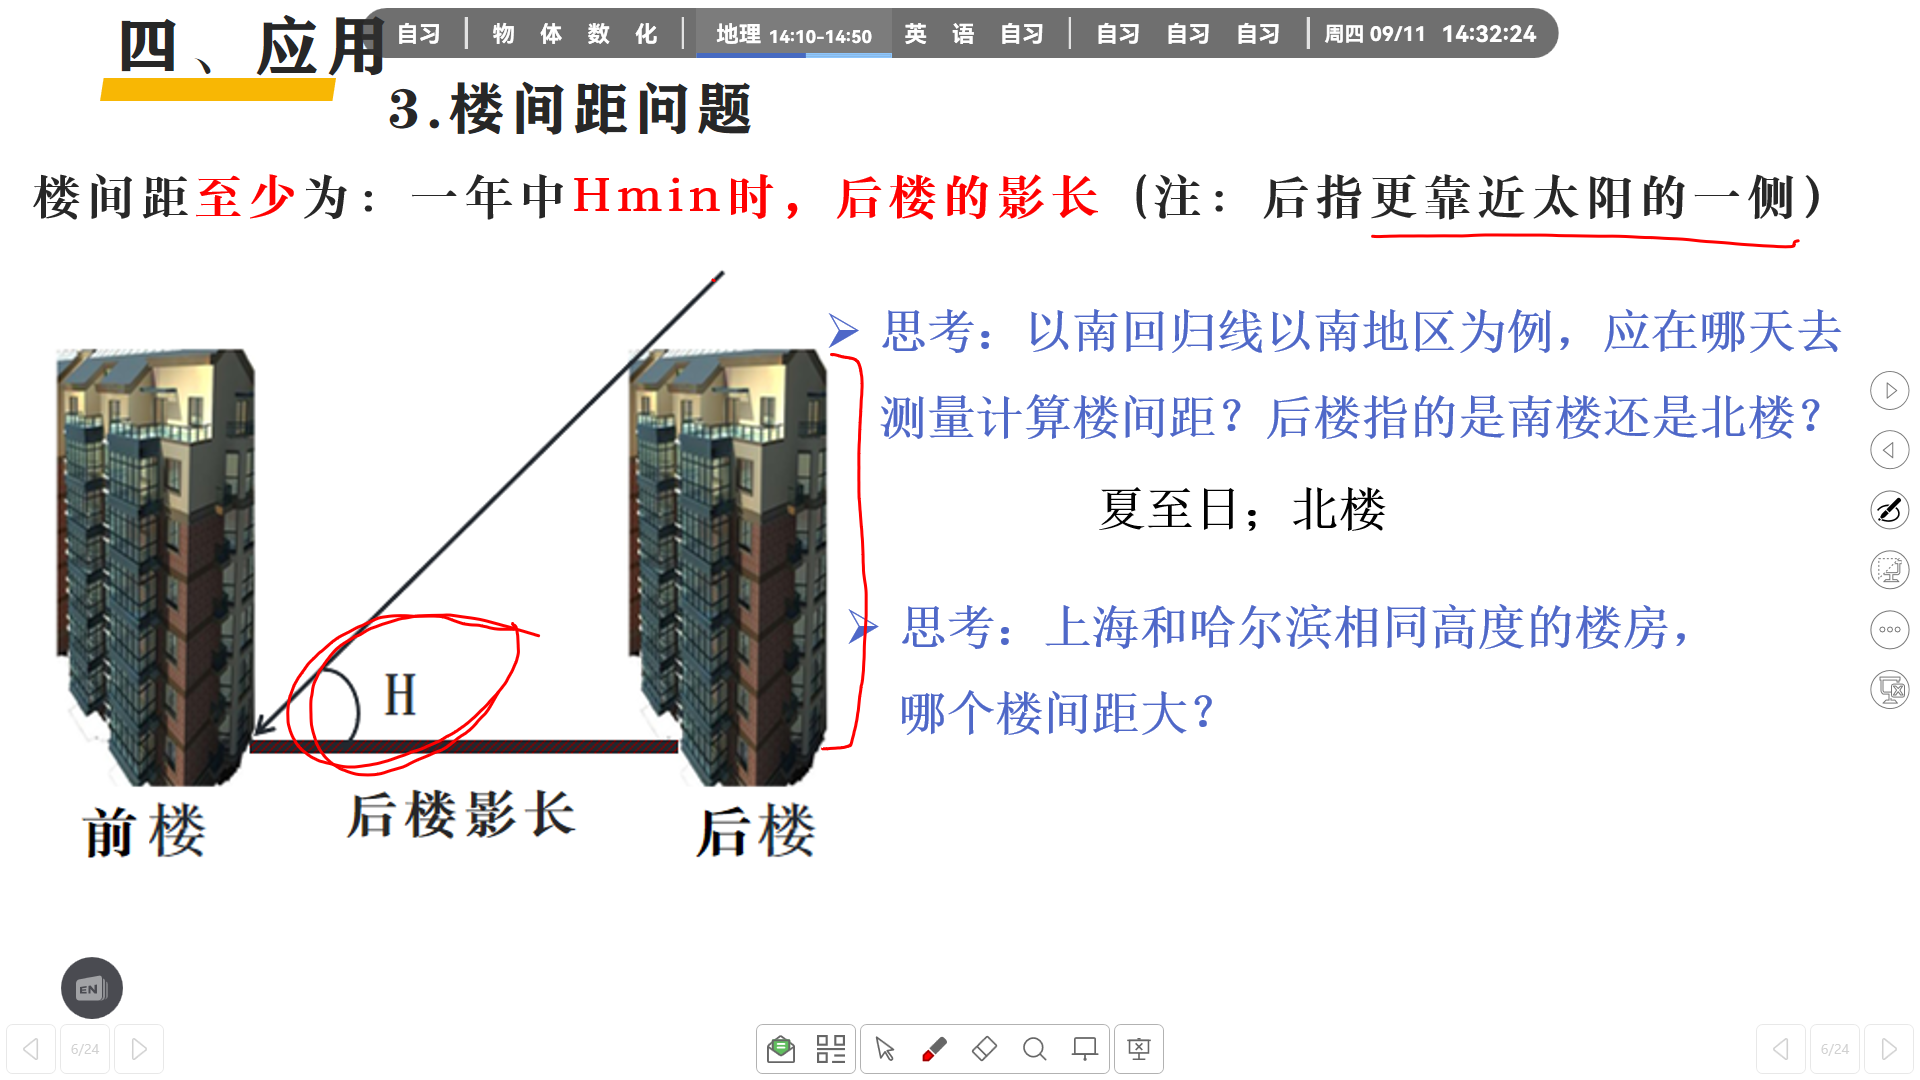 四、应用
自习 | 物 体 数 化 | 地理 14:10-14:50 英 语 自习 | 自习 自习 自习 | 周四 09/11 14:32:24
3.楼间距问题
楼间距至少为：一年中Hmin时，后楼的影长（注：后指更靠近太阳的一侧）
思考：以南回归线以南地区为例，应在哪天去
测量计算楼间距？后楼指的是南楼还是北楼？
夏至日；北楼
思考：上海和哈尔滨相同高度的楼房，
哪个楼间距大？
H
后楼影长
前楼
后楼
EN
6/24
6/24